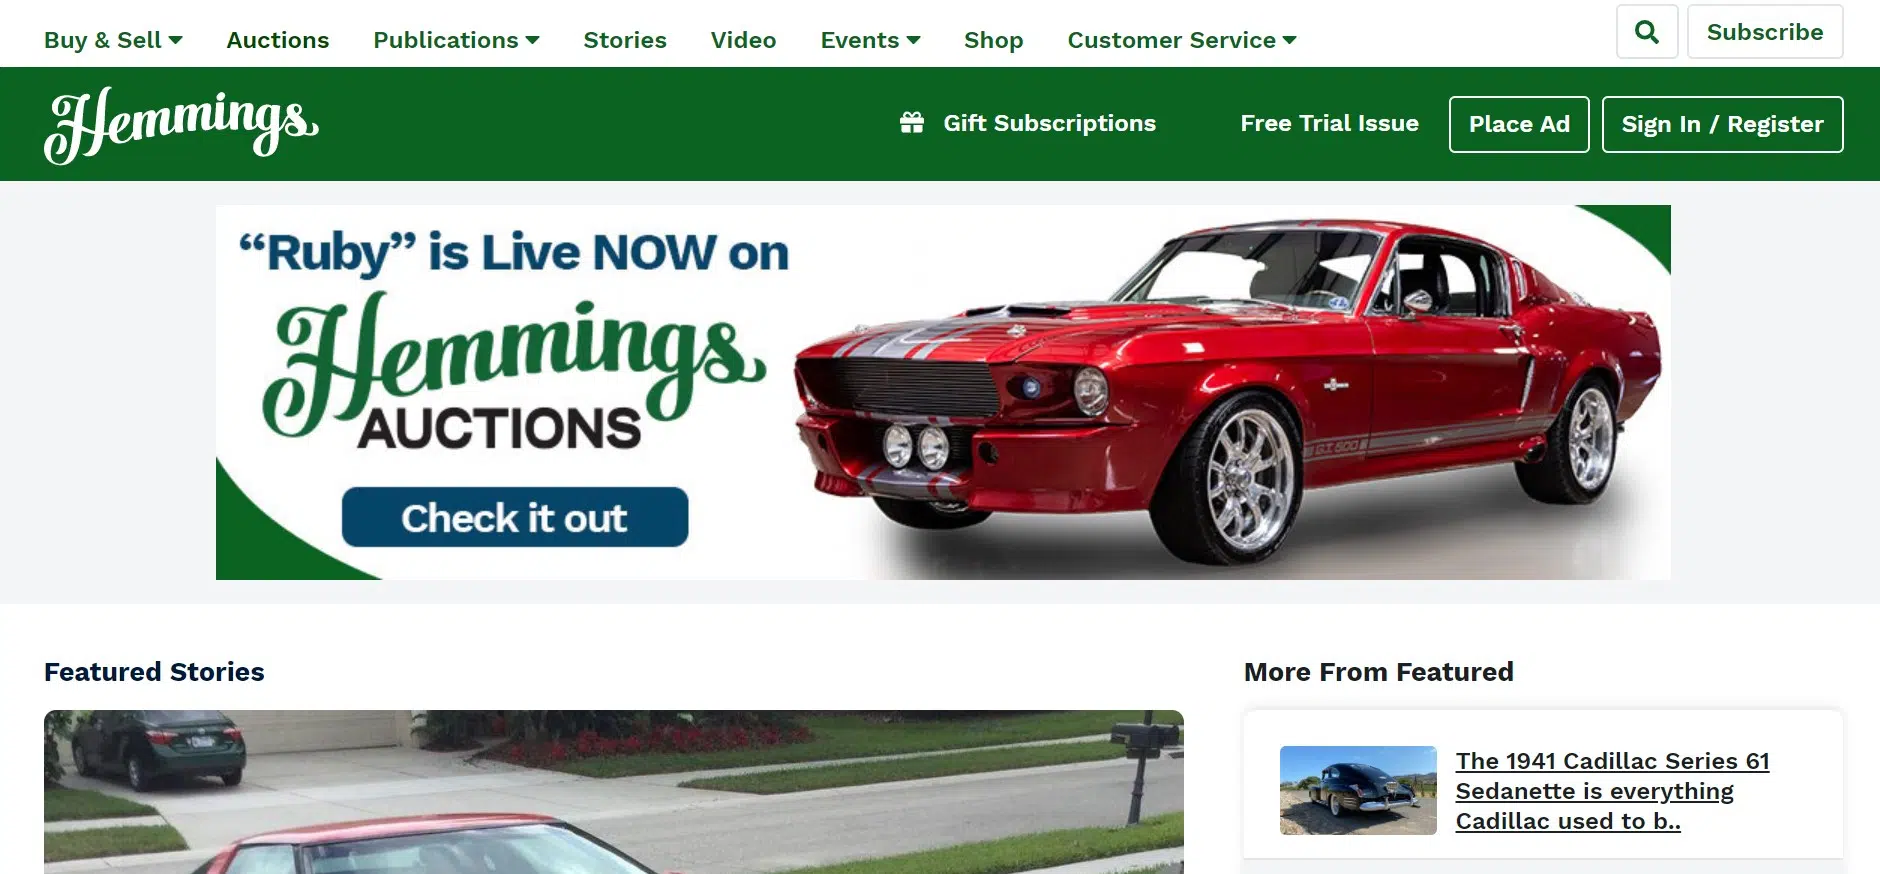 Buy & Sell
Auctions
Publications
Stories
Video
Events
Shop
Customer Service
Subscribe
Hemmings
Gift Subscriptions
Free Trial Issue
Place Ad
Sign In / Register
“Ruby” is Live NOW on
Hemmings
AUCTIONS
Check it out
GT 500
Featured Stories
More From Featured
The 1941 Cadillac Series 61
Sedanette is everything
Cadillac used to b..